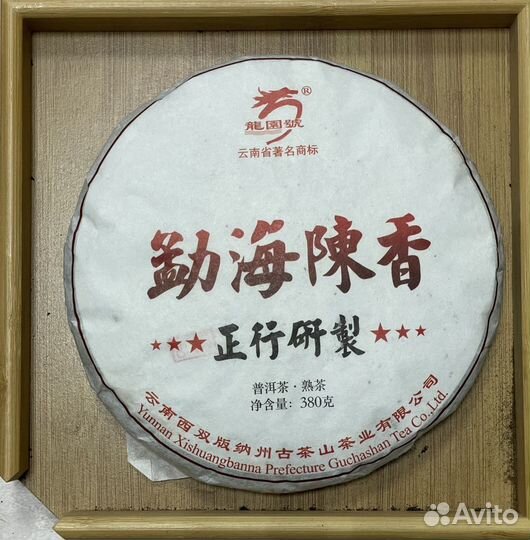 龍園號®
云南省著名商标
勐海陳香
★★★正行研製★★★
普洱茶·熟茶
净含量：380克
云南西双版纳州古茶山茶业有限公司
Yunnan Xishuangbanna Prefecture Guchashan Tea Co.,Ltd.
Avito